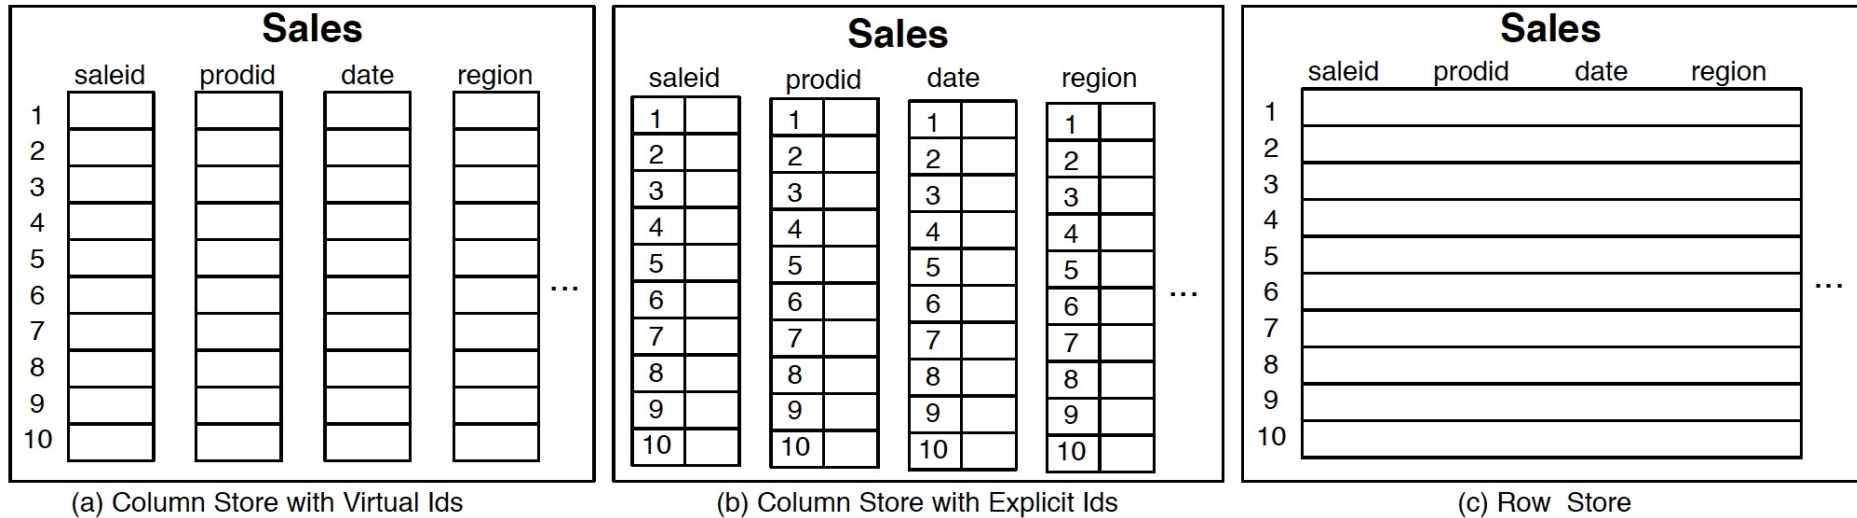 Sales
saleid prodid date region
1
2
3
4
5
6
7
8
9
10
...
(a) Column Store with Virtual Ids
Sales
saleid prodid date region
1 1 1 1
2 2 2 2
3 3 3 3
4 4 4 4
5 5 5 5
6 6 6 6
7 7 7 7
8 8 8 8
9 9 9 9
10 10 10 10
...
(b) Column Store with Explicit Ids
Sales
saleid prodid date region
1
2
3
4
5
6
7
8
9
10
...
(c) Row Store